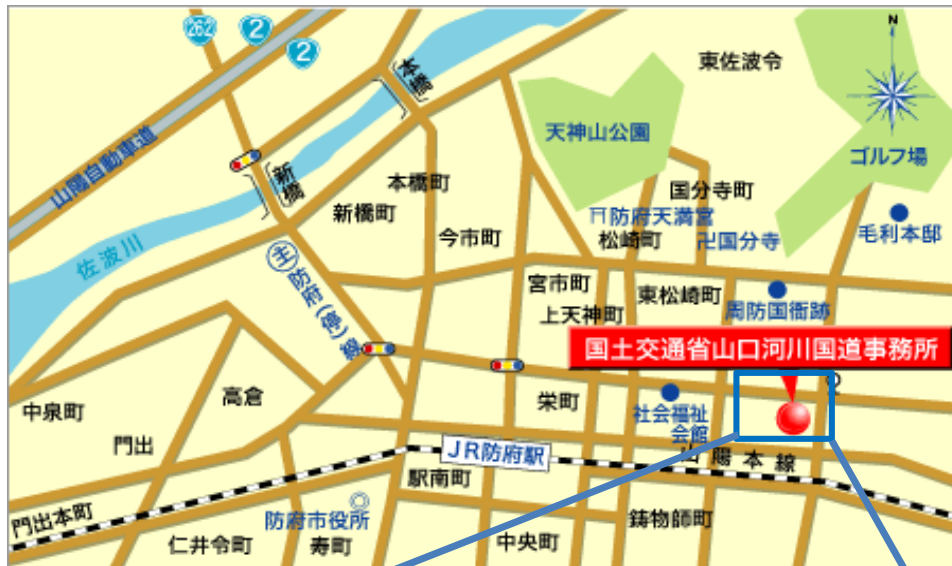 262
2
2
N
東佐波令
本橋
山陽自動車道
天神山公園
ゴルフ場
新橋
本橋町
国分寺町
新橋町
⛩防府天満宮
毛利本邸
佐波川
今市町
松崎町
卍国分寺
主防府(停)線
宮市町
東松崎町
上天神町
周防国衙跡
国土交通省山口河川国道事務所
高倉
栄町
社会福祉
会館
中泉町
門出
JR防府駅
山陽本線
駅南町
門出本町
防府市役所
鋳物師町
仁井令町
寿町
中央町